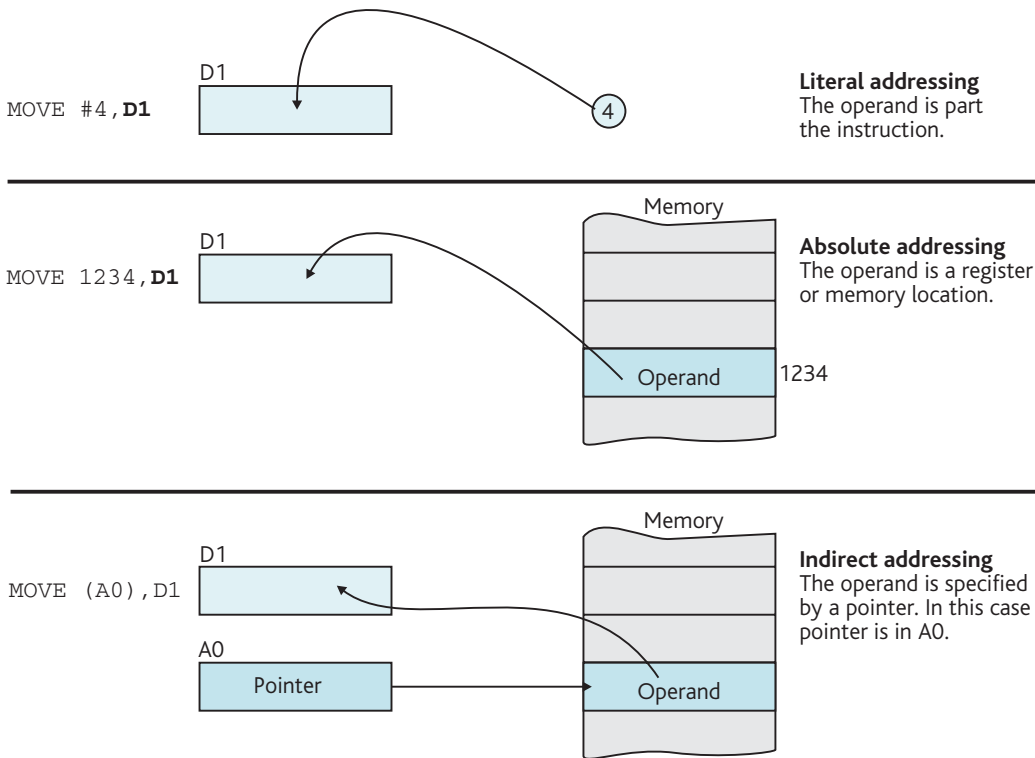 D1
MOVE #4,D1
4
Literal addressing
The operand is part
the instruction.
Memory
D1
MOVE 1234,D1
Absolute addressing
The operand is a register
or memory location.
Operand
1234
Memory
D1
MOVE (A0),D1
Indirect addressing
The operand is specified
by a pointer. In this case
pointer is in A0.
A0
Pointer
Operand